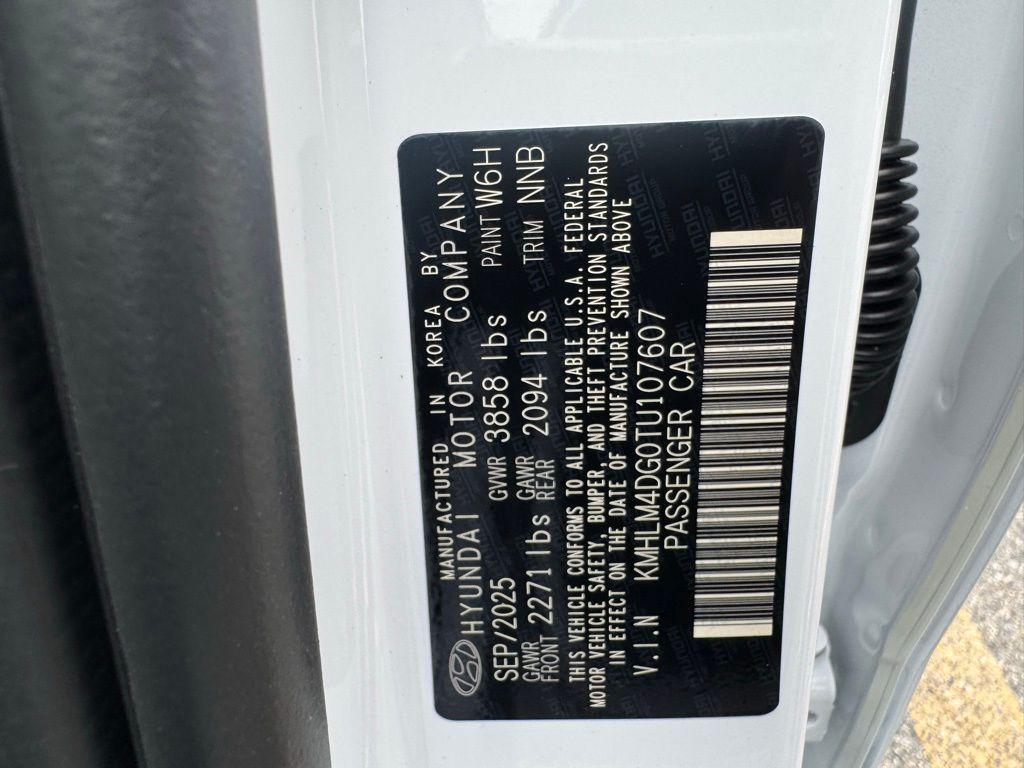 MANUFACTURED IN KOREA BY
HYUNDAI MOTOR COMPANY
SEP/2025 GVWR 3858 lbs PAINT W6H
GAWR FRONT 2271 lbs GAWR REAR 2094 lbs TRIM NNB
THIS VEHICLE CONFORMS TO ALL APPLICABLE U.S.A. FEDERAL
MOTOR VEHICLE SAFETY, BUMPER, AND THEFT PREVENTION STANDARDS
IN EFFECT ON THE DATE OF MANUFACTURE SHOWN ABOVE
V.I.N KMHLM4DG0TU107607
PASSENGER CAR